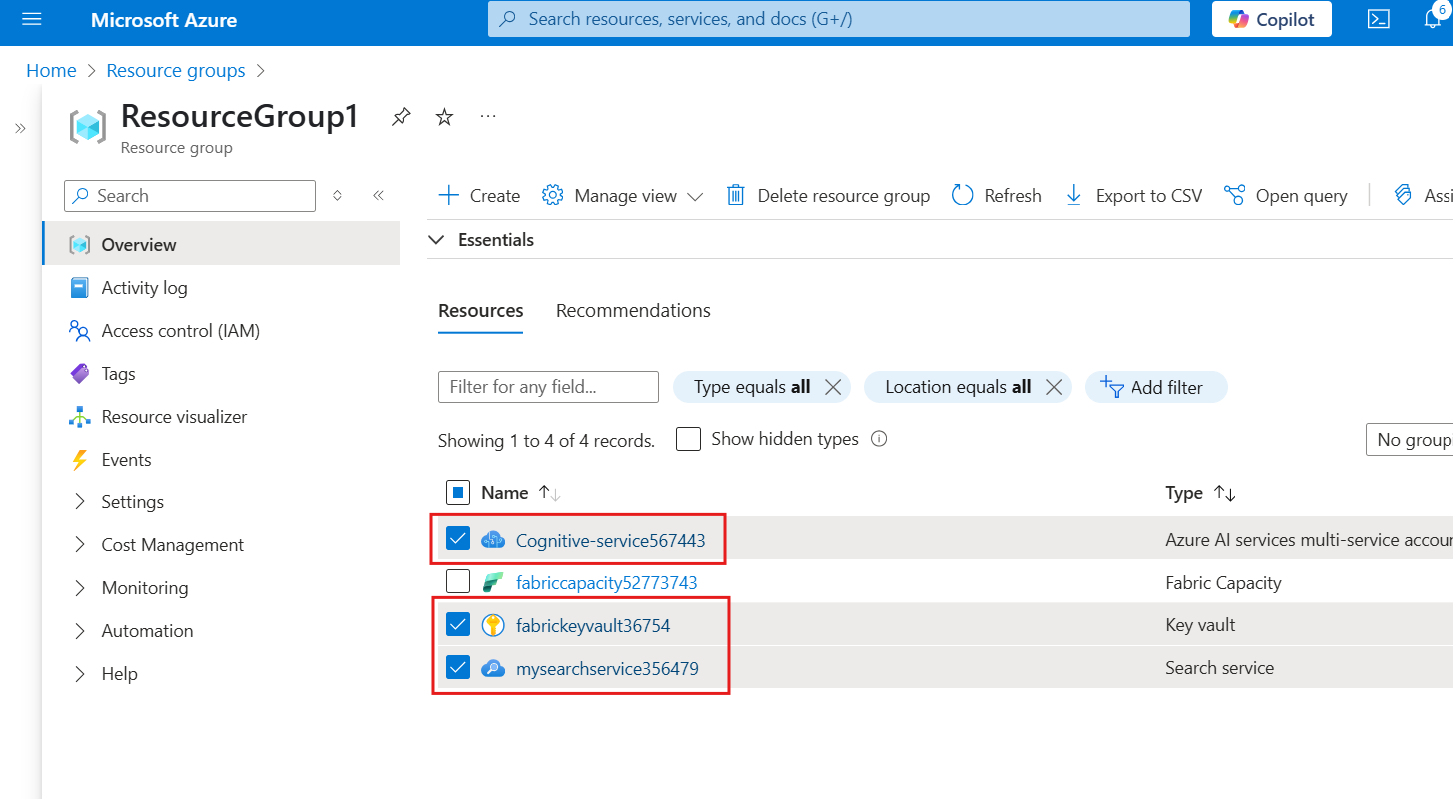 Microsoft Azure
Search resources, services, and docs (G+/)
Copilot
6
Home > Resource groups >
ResourceGroup1
Resource group
Search
Create
Manage view
Delete resource group
Refresh
Export to CSV
Open query
Assi
Overview
Activity log
Access control (IAM)
Tags
Resource visualizer
Events
Settings
Cost Management
Monitoring
Automation
Help
Essentials
Resources
Recommendations
Filter for any field...
Type equals all
Location equals all
Add filter
Showing 1 to 4 of 4 records.
Show hidden types
No group
Name
Type
Cognitive-service567443
Azure AI services multi-service accoun
fabriccapacity52773743
Fabric Capacity
fabrickeyvault36754
Key vault
mysearchservice356479
Search service